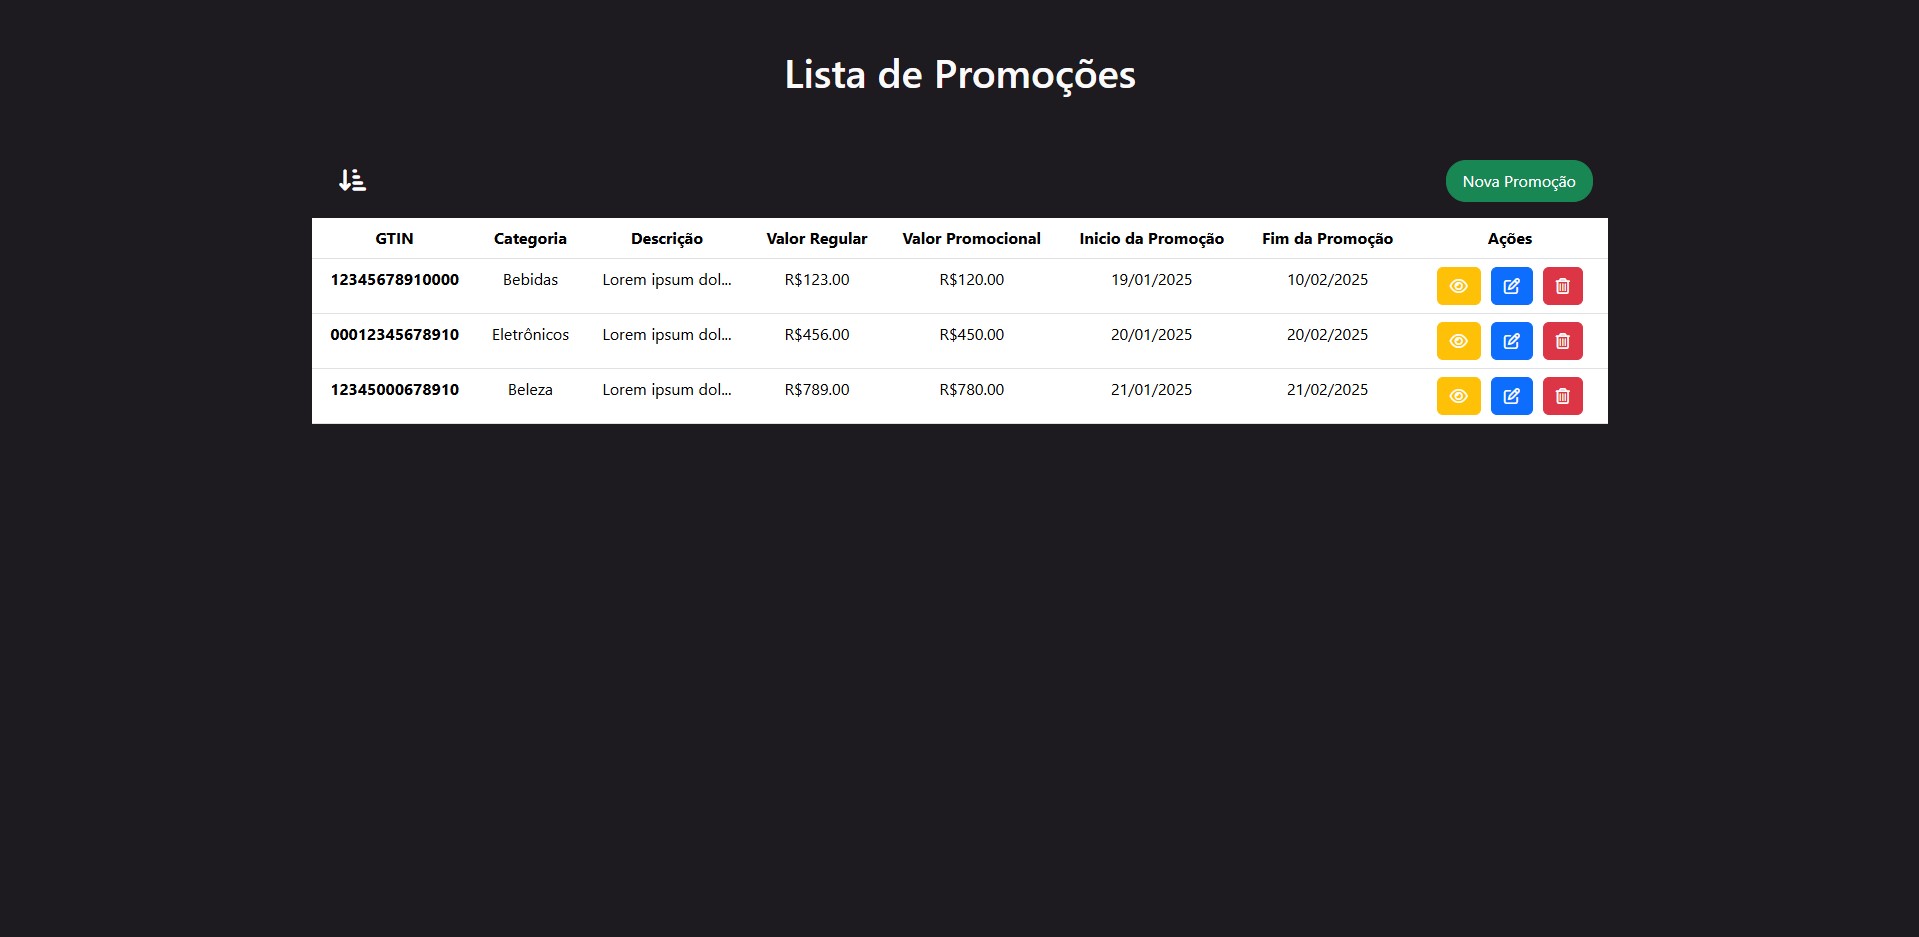 Lista de Promoções
Nova Promoção
GTIN Categoria Descrição Valor Regular Valor Promocional Inicio da Promoção Fim da Promoção Ações
12345678910000 Bebidas Lorem ipsum dol... R$123.00 R$120.00 19/01/2025 10/02/2025
00012345678910 Eletrônicos Lorem ipsum dol... R$456.00 R$450.00 20/01/2025 20/02/2025
12345000678910 Beleza Lorem ipsum dol... R$789.00 R$780.00 21/01/2025 21/02/2025